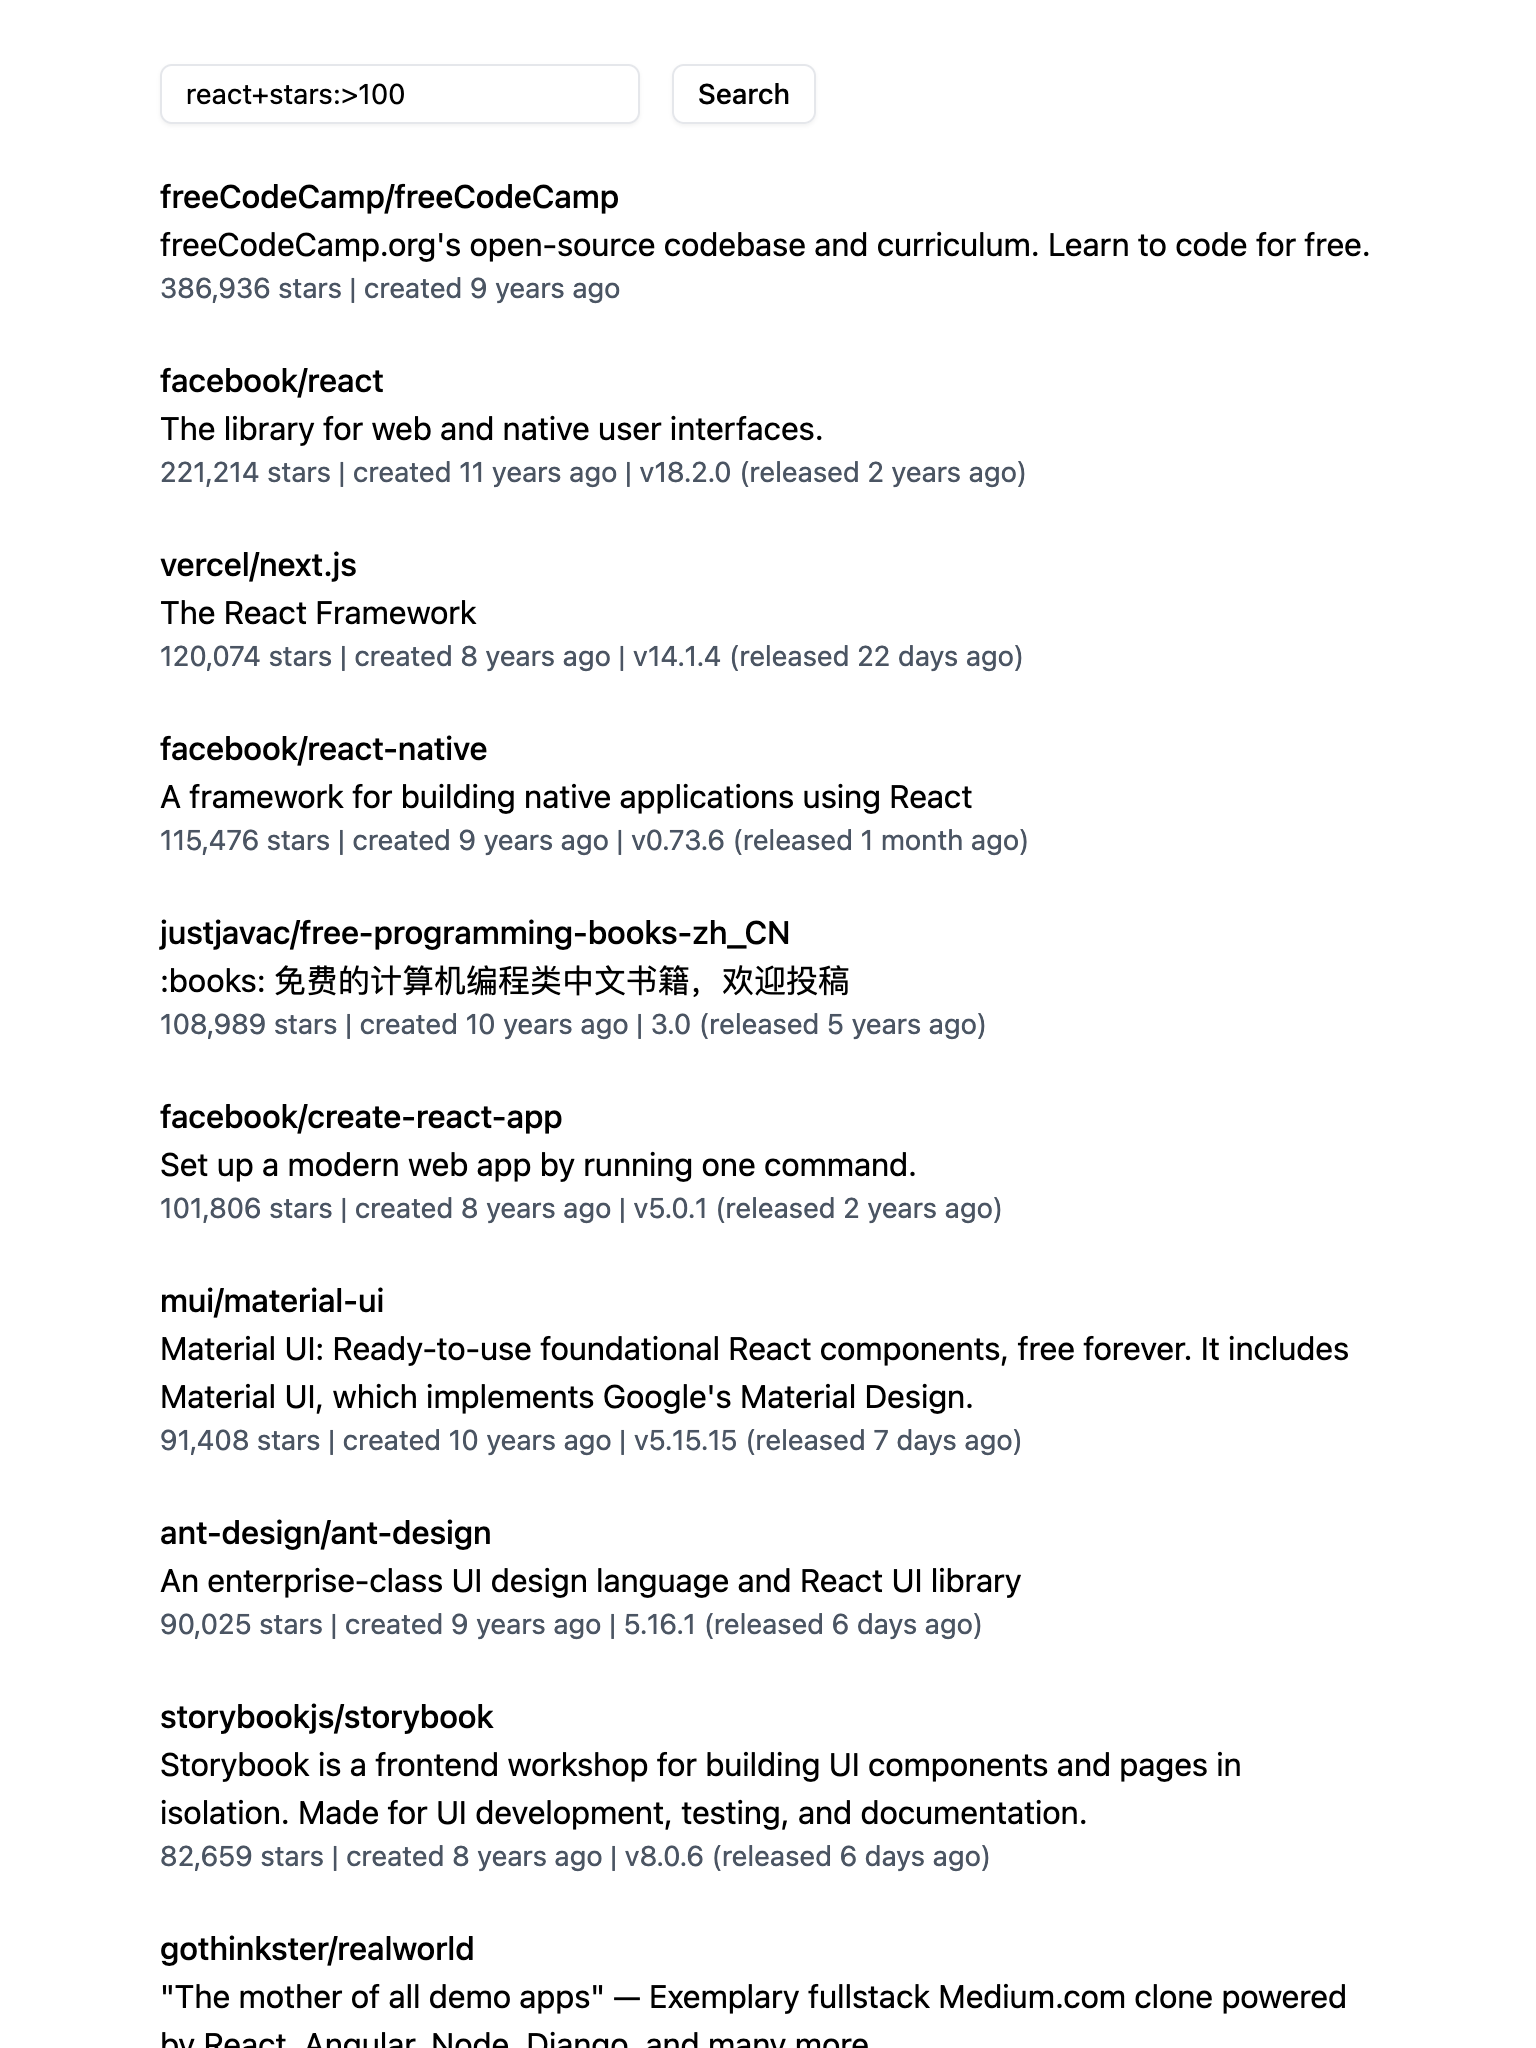 react+stars:>100
Search
freeCodeCamp/freeCodeCamp
freeCodeCamp.org's open-source codebase and curriculum. Learn to code for free.
386,936 stars | created 9 years ago
facebook/react
The library for web and native user interfaces.
221,214 stars | created 11 years ago | v18.2.0 (released 2 years ago)
vercel/next.js
The React Framework
120,074 stars | created 8 years ago | v14.1.4 (released 22 days ago)
facebook/react-native
A framework for building native applications using React
115,476 stars | created 9 years ago | v0.73.6 (released 1 month ago)
justjavac/free-programming-books-zh_CN
:books: 免费的计算机编程类中文书籍，欢迎投稿
108,989 stars | created 10 years ago | 3.0 (released 5 years ago)
facebook/create-react-app
Set up a modern web app by running one command.
101,806 stars | created 8 years ago | v5.0.1 (released 2 years ago)
mui/material-ui
Material UI: Ready-to-use foundational React components, free forever. It includes
Material UI, which implements Google's Material Design.
91,408 stars | created 10 years ago | v5.15.15 (released 7 days ago)
ant-design/ant-design
An enterprise-class UI design language and React UI library
90,025 stars | created 9 years ago | 5.16.1 (released 6 days ago)
storybookjs/storybook
Storybook is a frontend workshop for building UI components and pages in
isolation. Made for UI development, testing, and documentation.
82,659 stars | created 8 years ago | v8.0.6 (released 6 days ago)
gothinkster/realworld
"The mother of all demo apps" — Exemplary fullstack Medium.com clone powered
by React, Angular, Node, Django, and many more